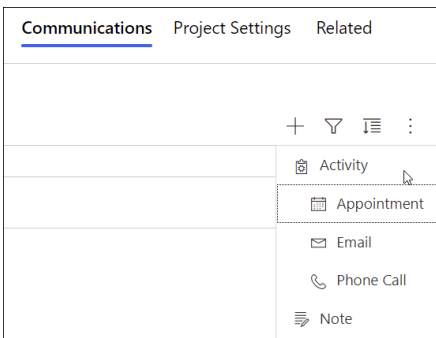 Communications Project Settings Related
Activity
Appointment
Email
Phone Call
Note